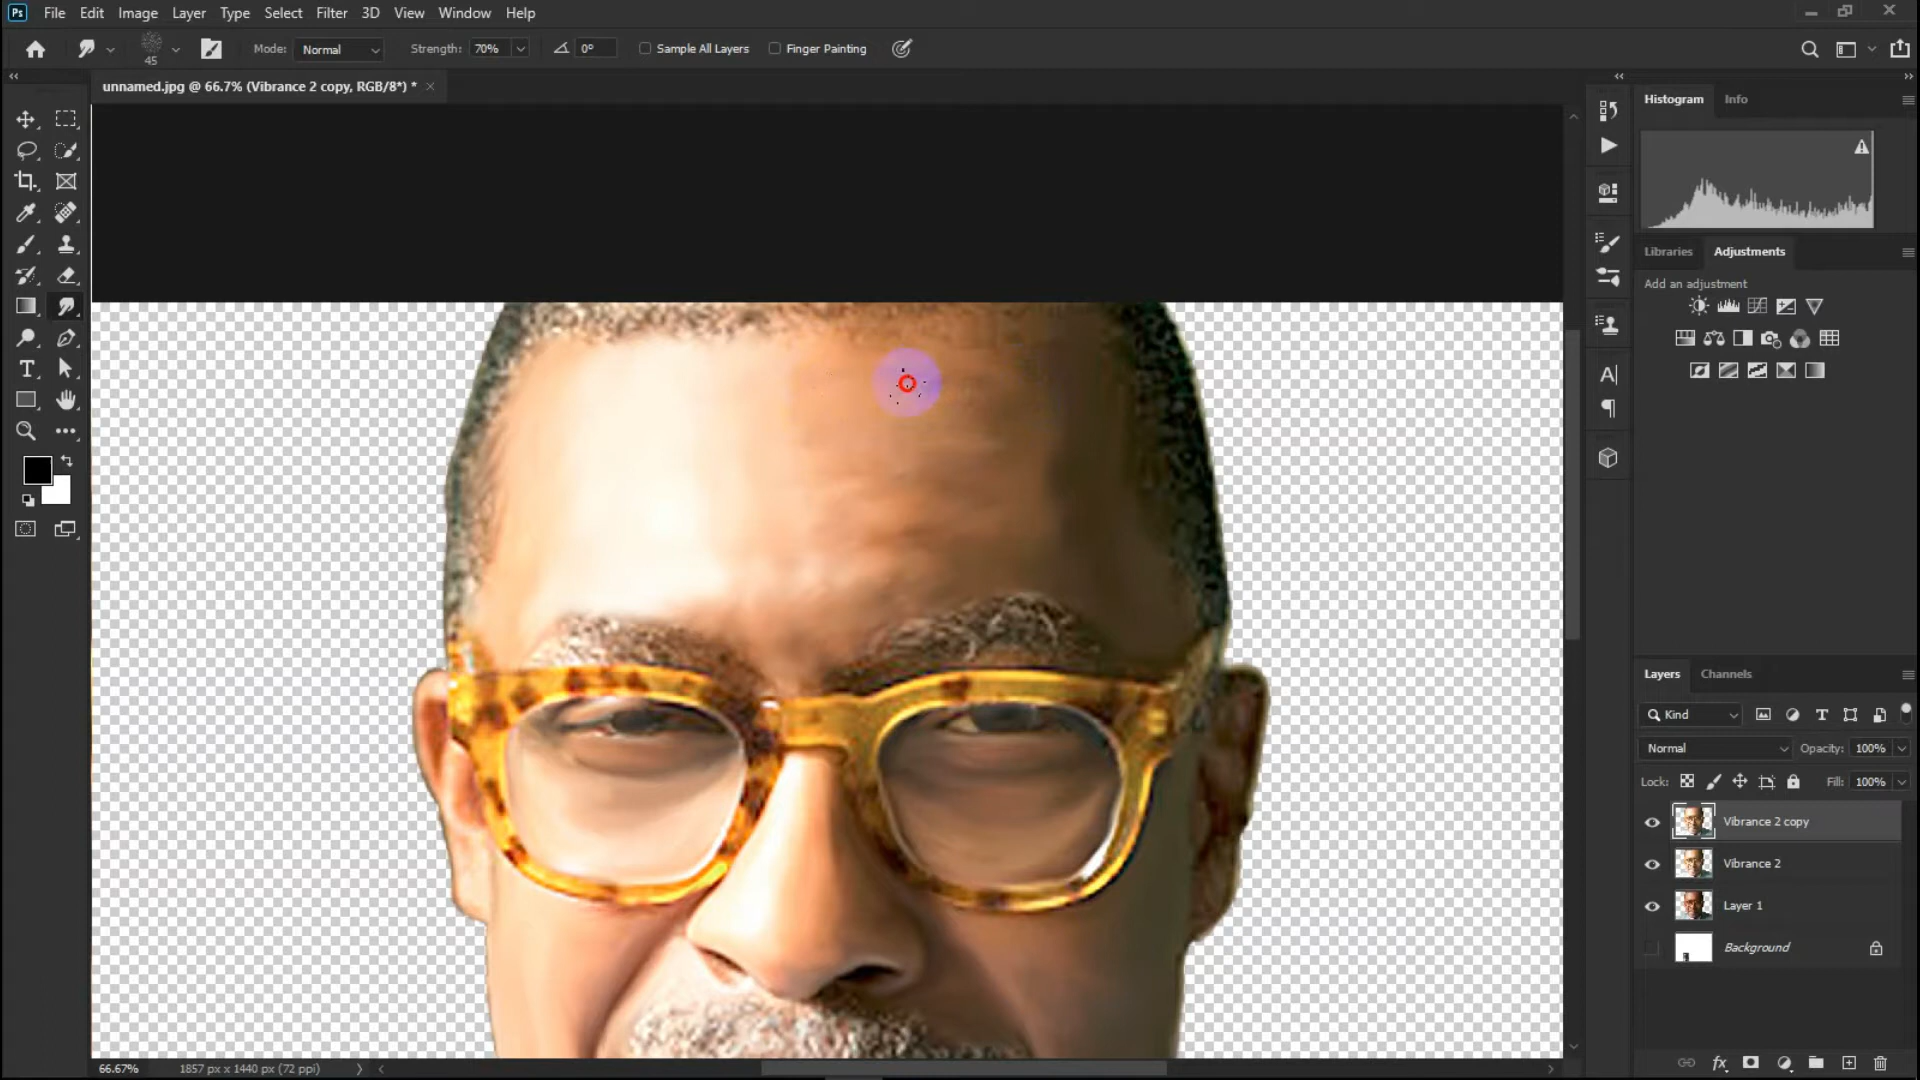 Ps File Edit Image Layer Type Select Filter 3D View Window Help
45 Mode: Normal Strength: 70% 0° Sample All Layers Finger Painting
unnamed.jpg @ 66.7% (Vibrance 2 copy, RGB/8*) * ×
Histogram Info
Libraries Adjustments
Add an adjustment
Layers Channels
Kind
Normal Opacity: 100%
Lock: Fill: 100%
Vibrance 2 copy
Vibrance 2
Layer 1
Background
66.67% 1857 px x 1440 px (72 ppi)
fx